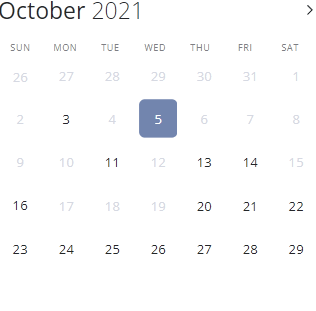 October 2021
SUN MON TUE WED THU FRI SAT
26 27 28 29 30 31 1
2 3 4 5 6 7 8
9 10 11 12 13 14 15
16 17 18 19 20 21 22
23 24 25 26 27 28 29